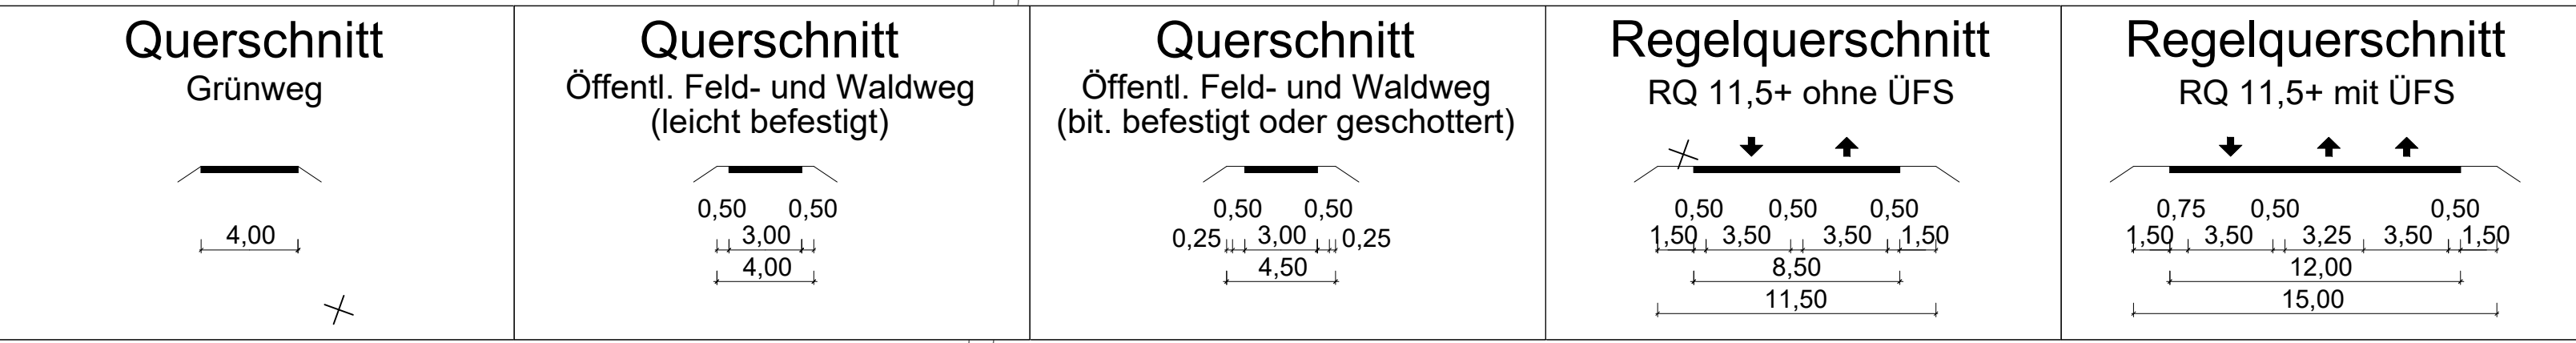 Querschnitt
Grünweg
4,00
Querschnitt
Öffentl. Feld- und Waldweg
(leicht befestigt)
0,50 0,50
3,00
4,00
Querschnitt
Öffentl. Feld- und Waldweg
(bit. befestigt oder geschottert)
0,50 0,50
0,25 3,00 0,25
4,50
Regelquerschnitt
RQ 11,5+ ohne ÜFS
0,50 0,50 0,50
1,50 3,50 3,50 1,50
8,50
11,50
Regelquerschnitt
RQ 11,5+ mit ÜFS
0,75 0,50 0,50
1,50 3,50 3,25 3,50 1,50
12,00
15,00